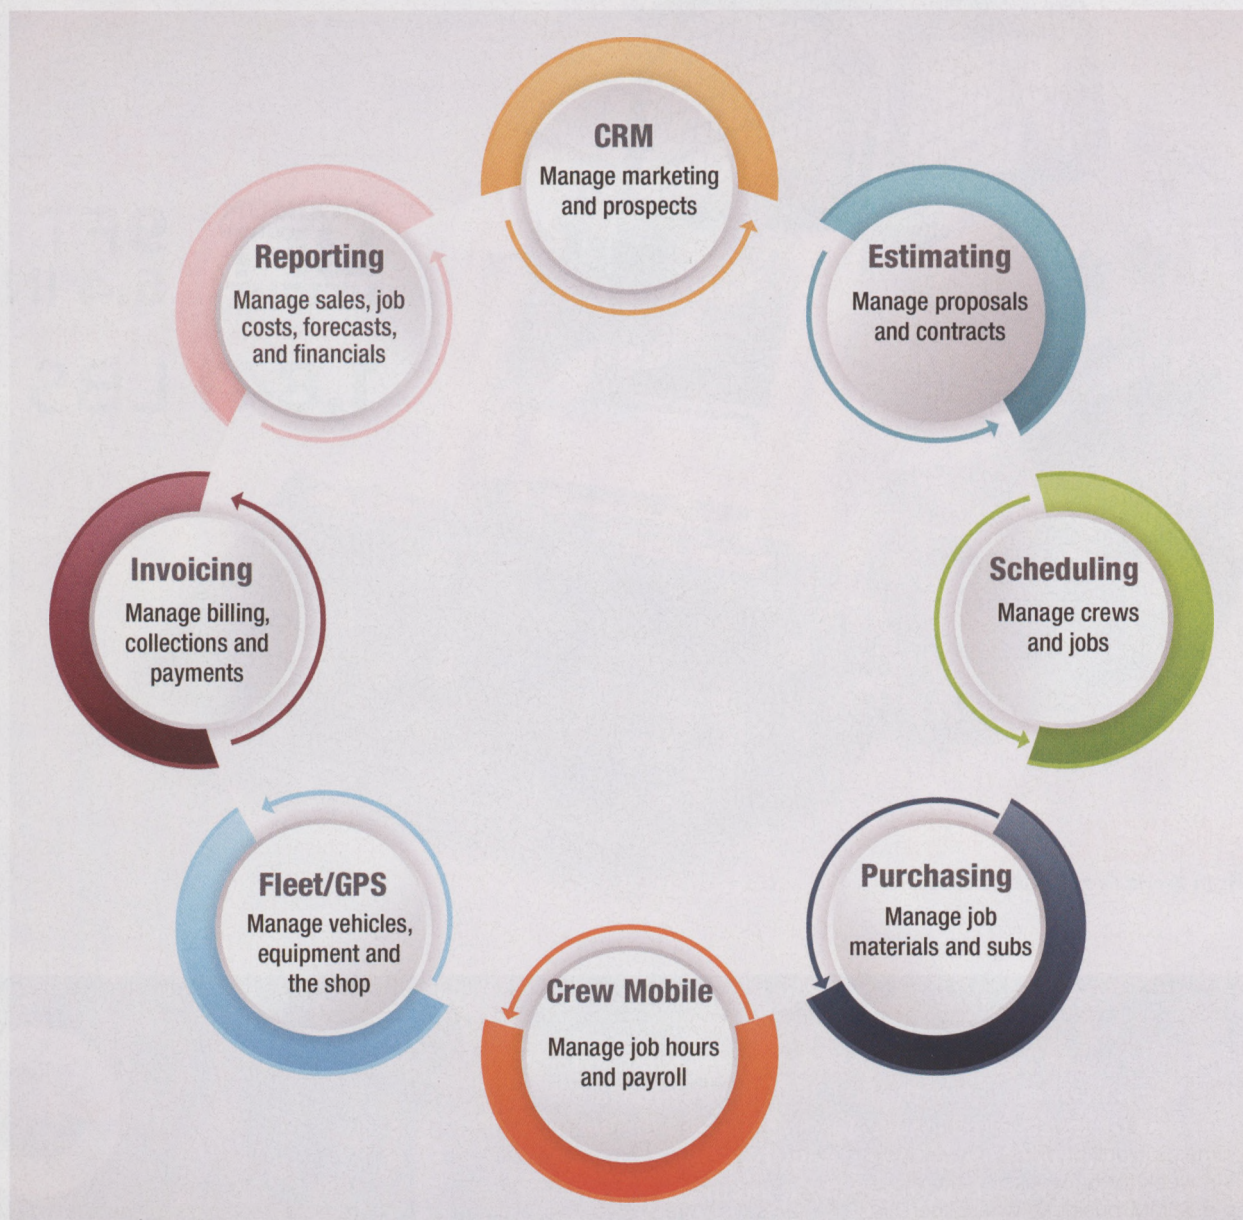 CRM
Manage marketing
and prospects
Estimating
Manage proposals
and contracts
Scheduling
Manage crews
and jobs
Purchasing
Manage job
materials and subs
Crew Mobile
Manage job hours
and payroll
Fleet/GPS
Manage vehicles,
equipment and
the shop
Invoicing
Manage billing,
collections and
payments
Reporting
Manage sales, job
costs, forecasts,
and financials